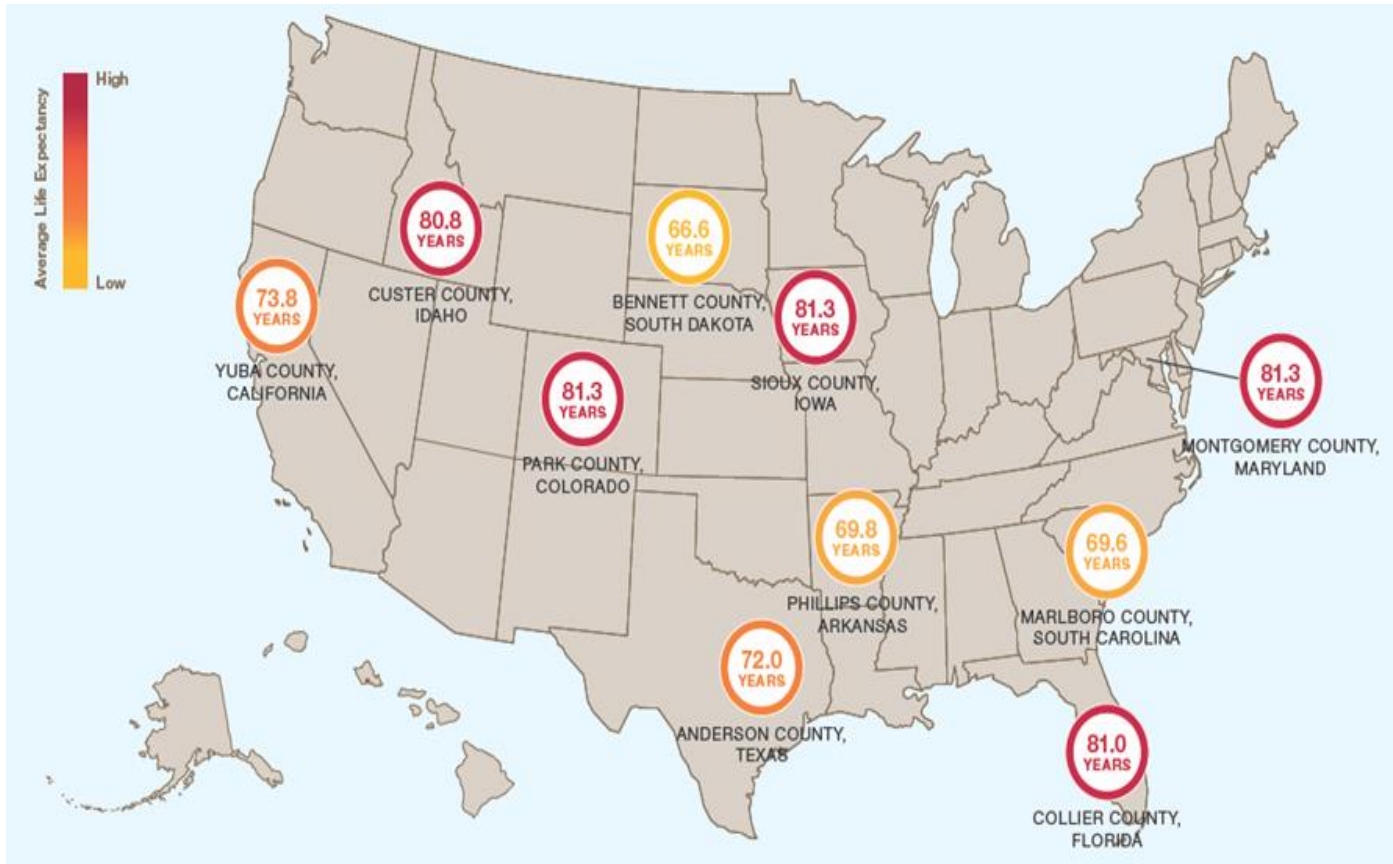 High
Average Life Expectancy
Low
80.8
YEARS
CUSTER COUNTY,
IDAHO
66.6
YEARS
BENNETT COUNTY,
SOUTH DAKOTA
73.8
YEARS
YUBA COUNTY,
CALIFORNIA
81.3
YEARS
SIOUX COUNTY,
IOWA
81.3
YEARS
PARK COUNTY,
COLORADO
81.3
YEARS
MONTGOMERY COUNTY,
MARYLAND
69.8
YEARS
PHILLIPS COUNTY,
ARKANSAS
69.6
YEARS
MARLBORO COUNTY,
SOUTH CAROLINA
72.0
YEARS
ANDERSON COUNTY,
TEXAS
81.0
YEARS
COLLIER COUNTY,
FLORIDA